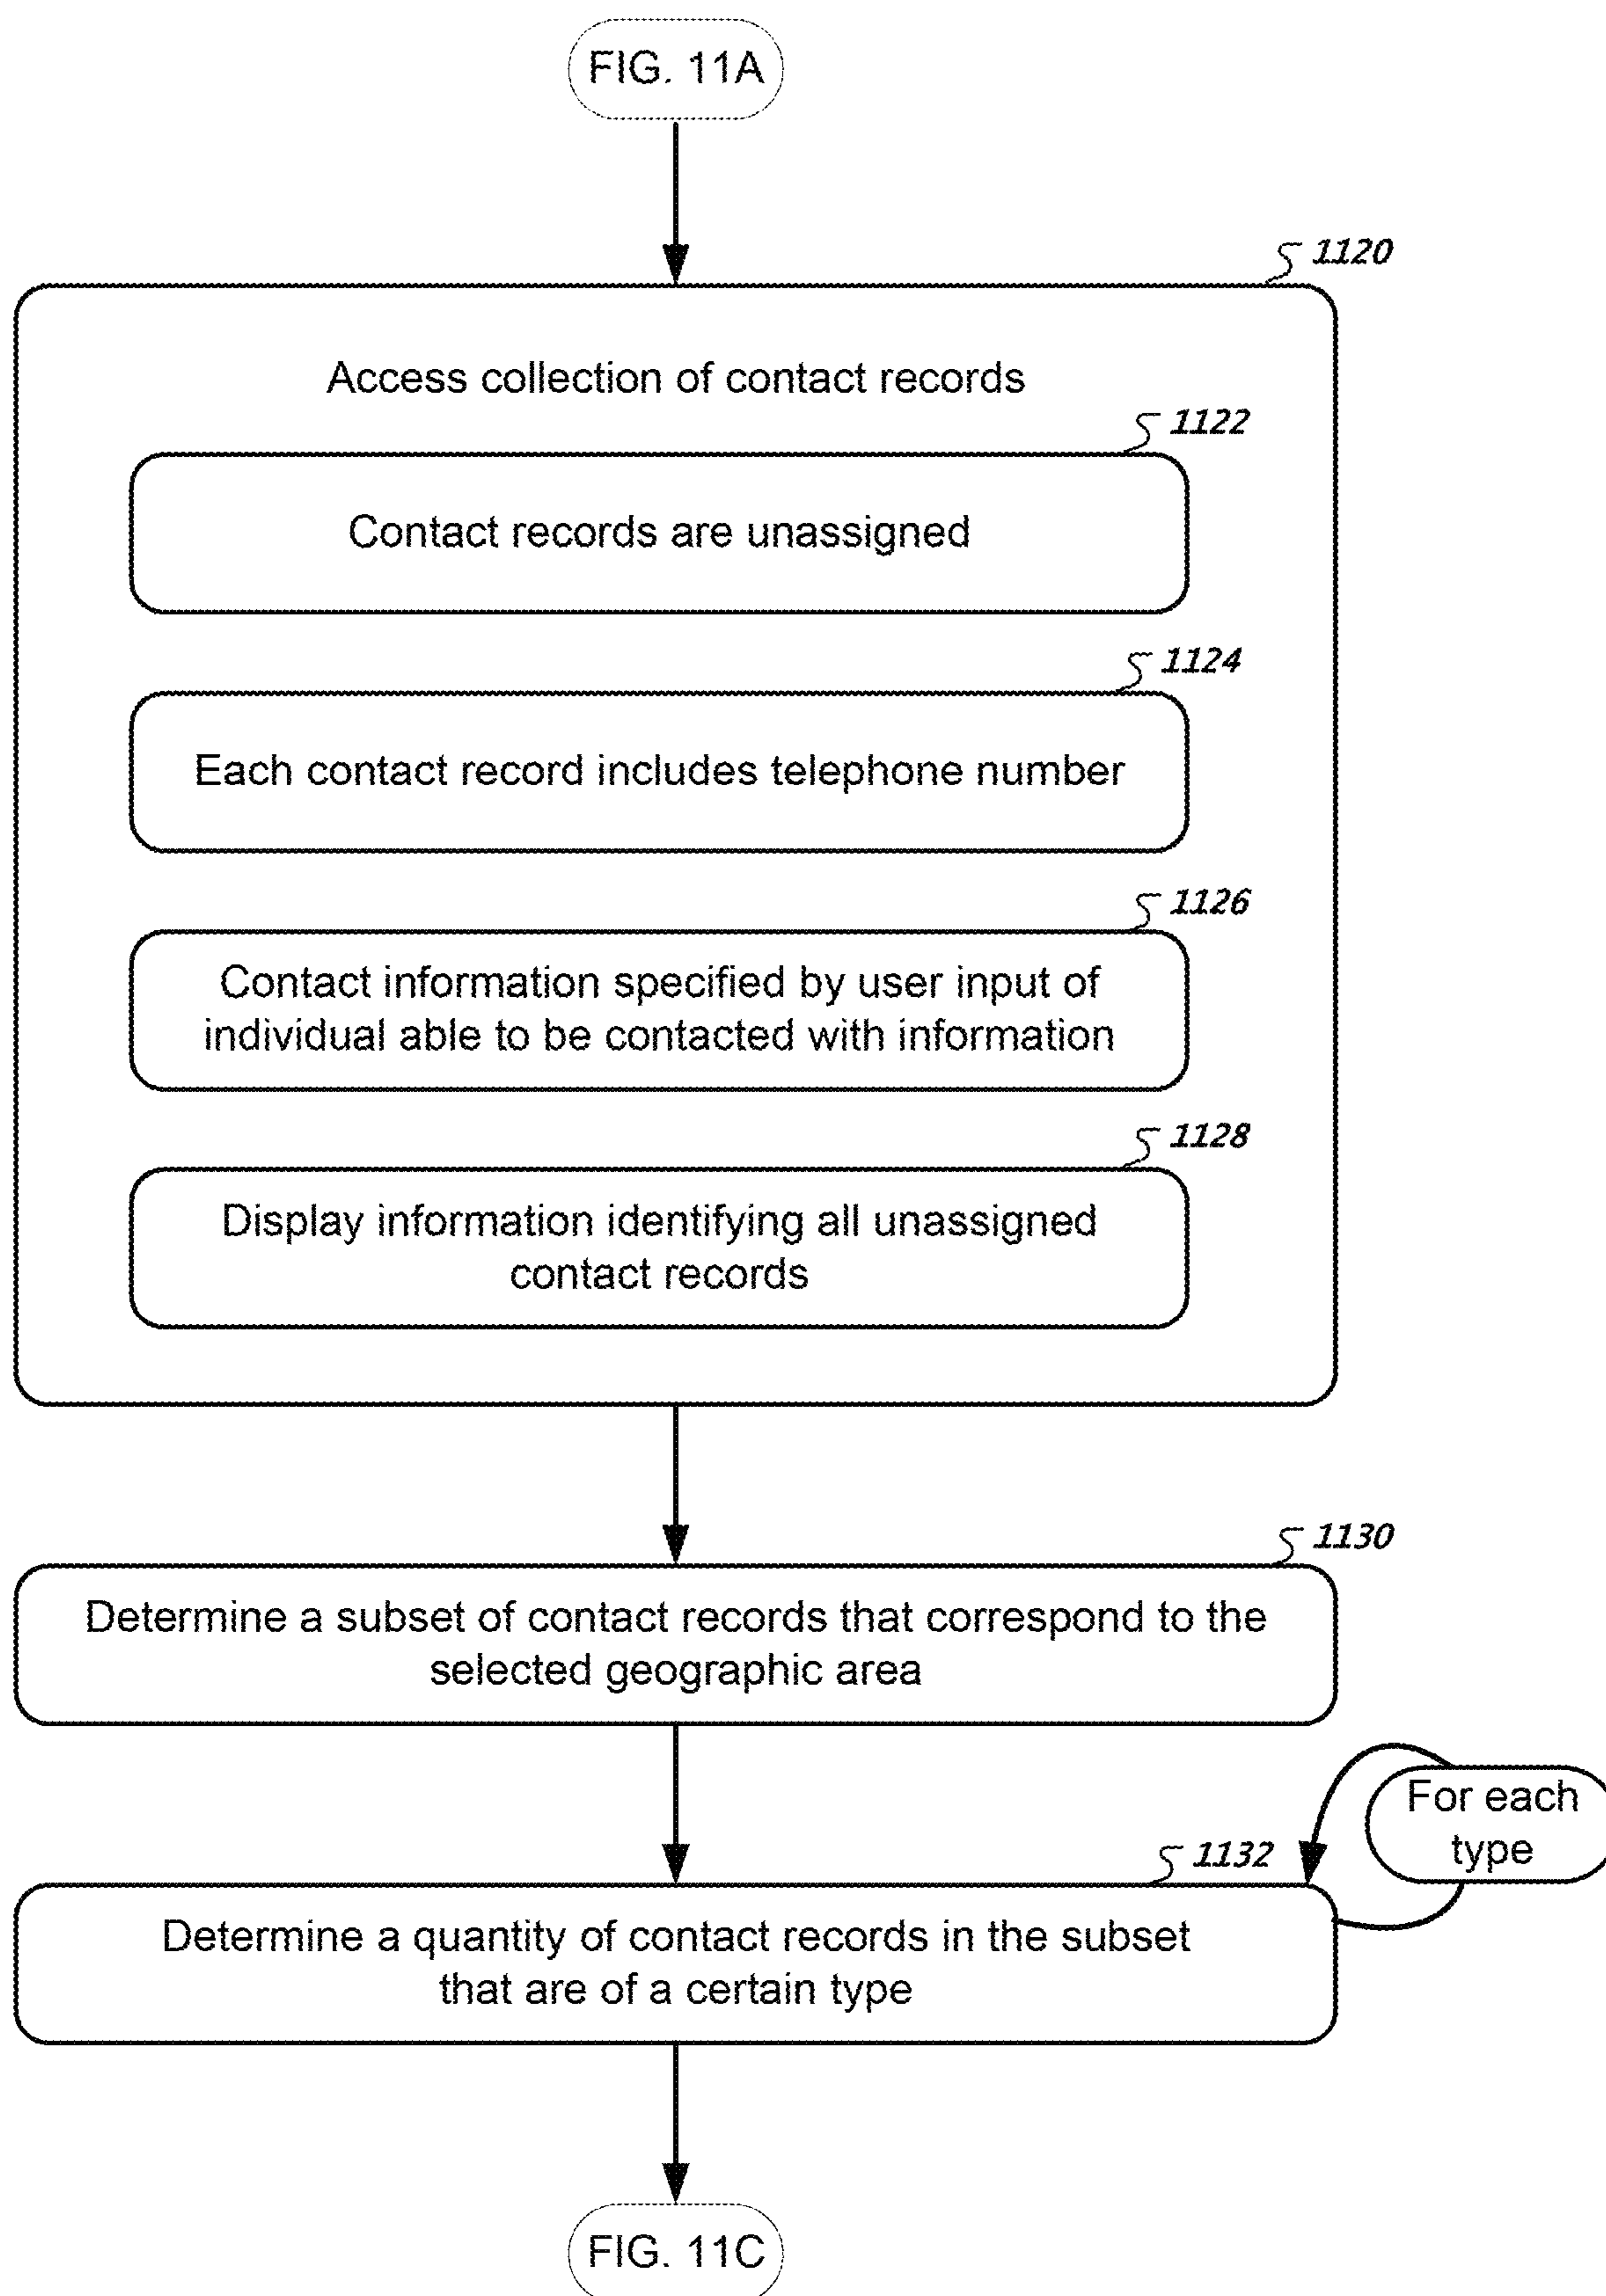 FIG. 11A
1120
Access collection of contact records
1122
Contact records are unassigned
1124
Each contact record includes telephone number
1126
Contact information specified by user input of
individual able to be contacted with information
1128
Display information identifying all unassigned
contact records
1130
Determine a subset of contact records that correspond to the
selected geographic area
For each
type
1132
Determine a quantity of contact records in the subset
that are of a certain type
FIG. 11C